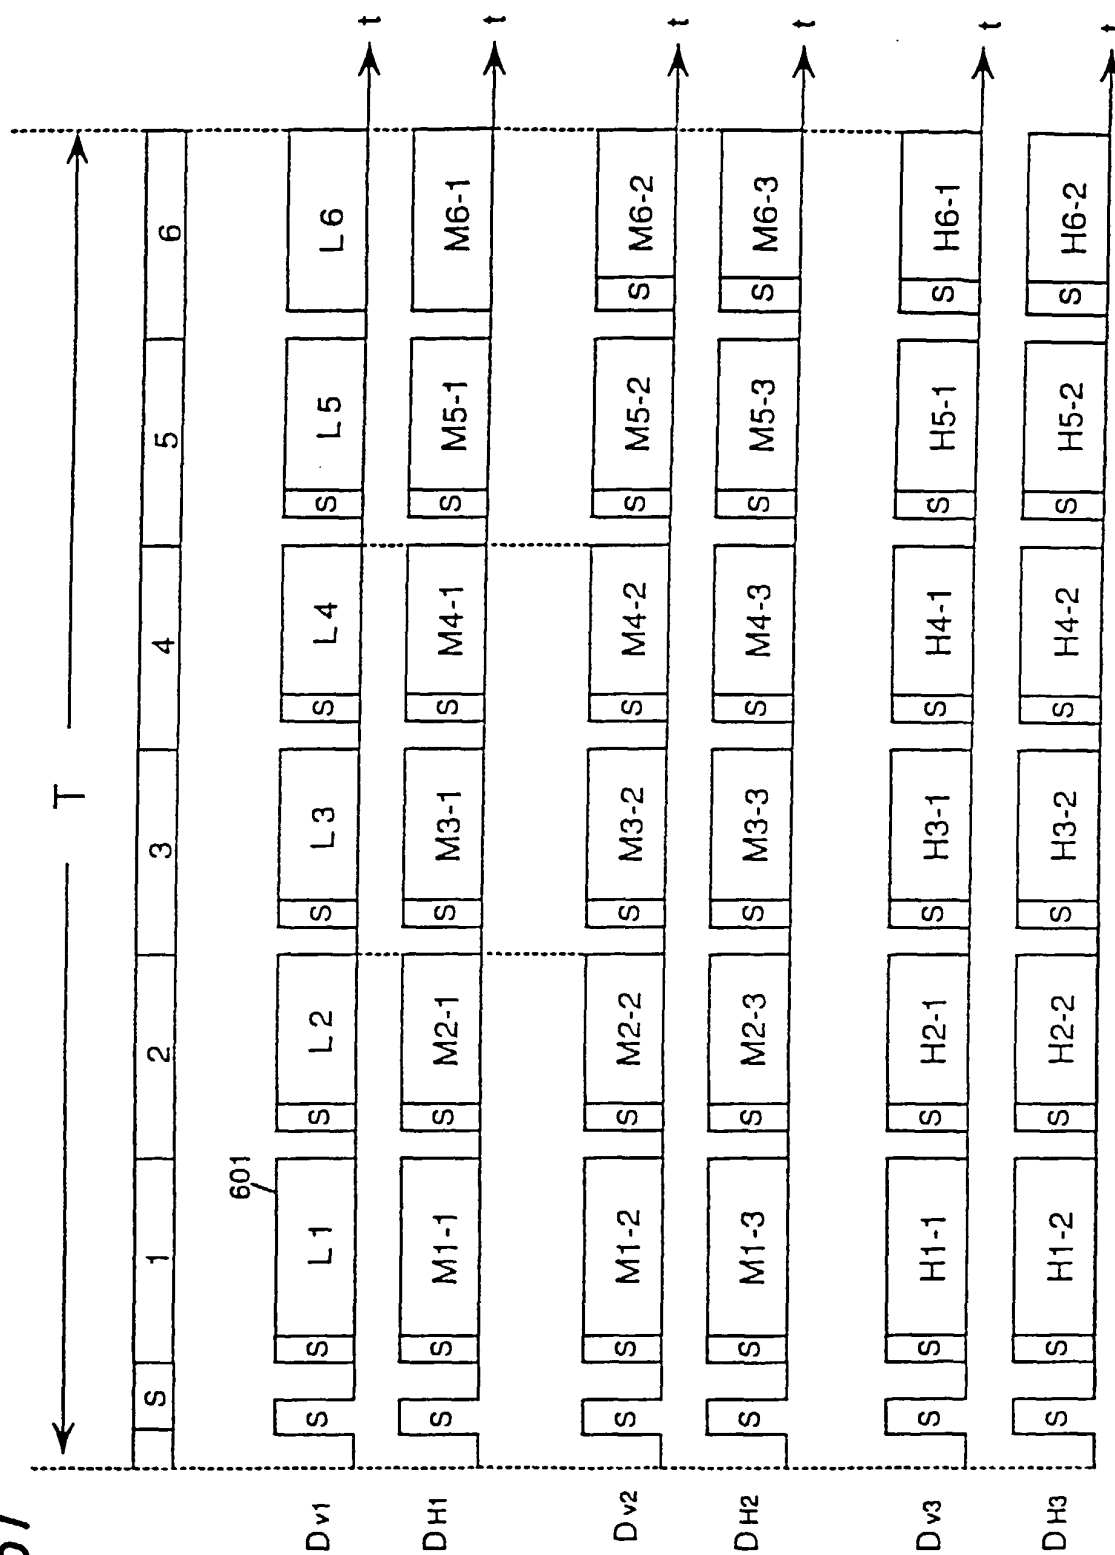 T
S 1 2 3 4 5 6
601
Dv1 S S L1 S L2 S L3 S L4 S L5 L6 t
DH1 S S M1-1 S M2-1 S M3-1 S M4-1 S M5-1 M6-1 t
Dv2 S S M1-2 S M2-2 S M3-2 S M4-2 S M5-2 S M6-2 t
DH2 S S M1-3 S M2-3 S M3-3 S M4-3 S M5-3 S M6-3 t
Dv3 S S H1-1 S H2-1 S H3-1 S H4-1 S H5-1 S H6-1 t
DH3 S S H1-2 S H2-2 S H3-2 S H4-2 S H5-2 S H6-2 t